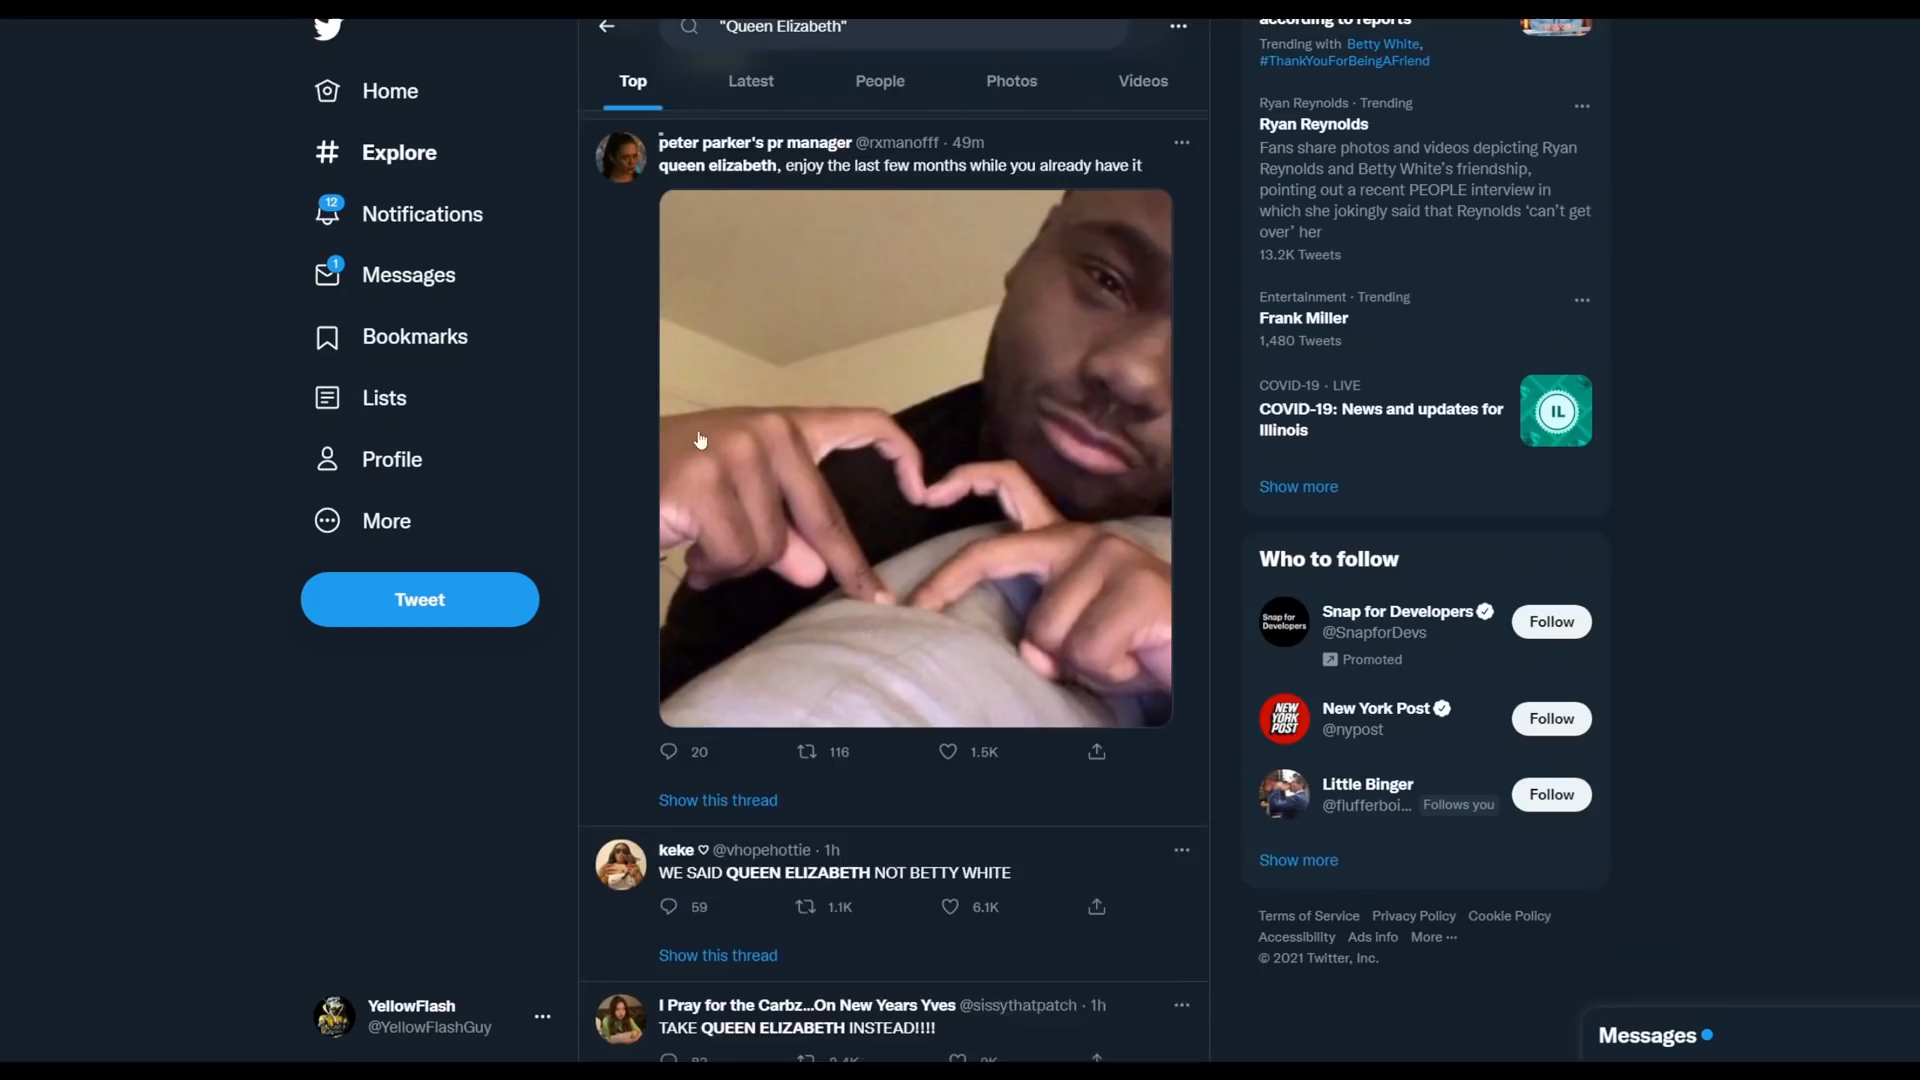 Home
Explore
12
Notifications
1
Messages
Bookmarks
Lists
Profile
More
Tweet
YellowFlash
@YellowFlashGuy
"Queen Elizabeth"
Top
Latest
People
Photos
Videos
peter parker's pr manager @rxmanofff · 49m
queen elizabeth, enjoy the last few months while you already have it
20
116
1.5K
Show this thread
keke ♡ @vhopehottie · 1h
WE SAID QUEEN ELIZABETH NOT BETTY WHITE
59
1.1K
6.1K
Show this thread
I Pray for the Carbz...On New Years Yves @sissythatpatch · 1h
TAKE QUEEN ELIZABETH INSTEAD!!!!
according to reports
Trending with Betty White,
#ThankYouForBeingAFriend
Ryan Reynolds · Trending
Ryan Reynolds
Fans share photos and videos depicting Ryan
Reynolds and Betty White's friendship,
pointing out a recent PEOPLE interview in
which she jokingly said that Reynolds 'can't get
over' her
13.2K Tweets
Entertainment · Trending
Frank Miller
1,480 Tweets
COVID-19 · LIVE
COVID-19: News and updates for
Illinois
IL
Show more
Who to follow
Snap for
Developers
Snap for Developers
@SnapforDevs
Promoted
Follow
NEW
YORK
POST
New York Post
@nypost
Follow
Little Binger
@flufferboi... Follows you
Follow
Show more
Terms of Service Privacy Policy Cookie Policy
Accessibility Ads info More ···
© 2021 Twitter, Inc.
Messages